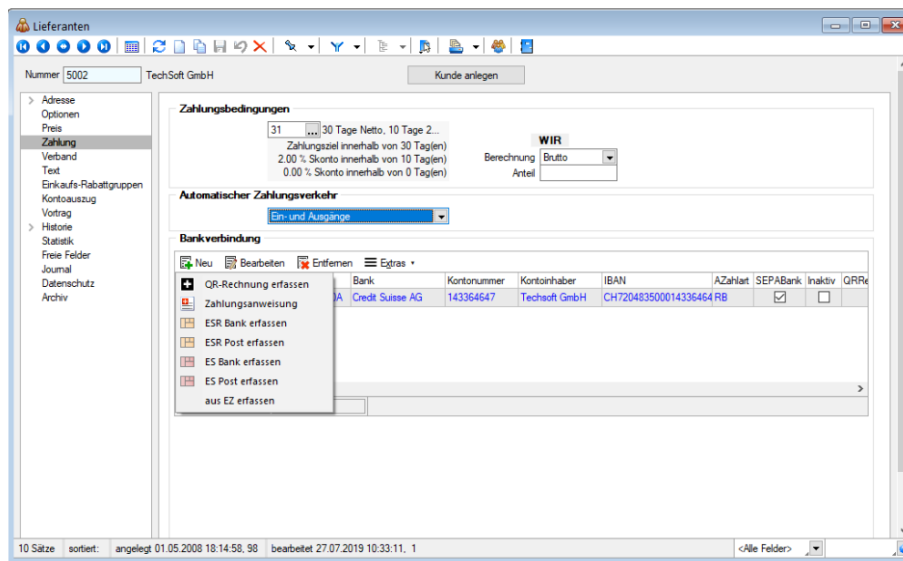 Lieferanten
Nummer 5002 TechSoft GmbH Kunde anlegen
Adresse
Optionen
Preis
Zahlung
Verband
Text
Einkaufs-Rabattgruppen
Kontoauszug
Vortrag
Historie
Statistik
Freie Felder
Journal
Datenschutz
Archiv
Zahlungsbedingungen
31 ... 30 Tage Netto, 10 Tage 2...
Zahlungsziel innerhalb von 30 Tag(en)
2.00 % Skonto innerhalb von 10 Tag(en)
0.00 % Skonto innerhalb von 0 Tag(en)
WIR
Berechnung Brutto
Anteil
Automatischer Zahlungsverkehr
Ein- und Ausgänge
Bankverbindung
Neu Bearbeiten Entfernen Extras
Bank Kontonummer Kontoinhaber IBAN AZahlart SEPABank Inaktiv QRRe
Credit Suisse AG 143364647 Techsoft GmbH CH720483500014336464 RB
QR-Rechnung erfassen
Zahlungsanweisung
ESR Bank erfassen
ESR Post erfassen
ES Bank erfassen
ES Post erfassen
aus EZ erfassen
10 Sätze sortiert: angelegt 01.05.2008 18:14:58, 98 bearbeitet 27.07.2019 10:33:11, 1 <Alle Felder>